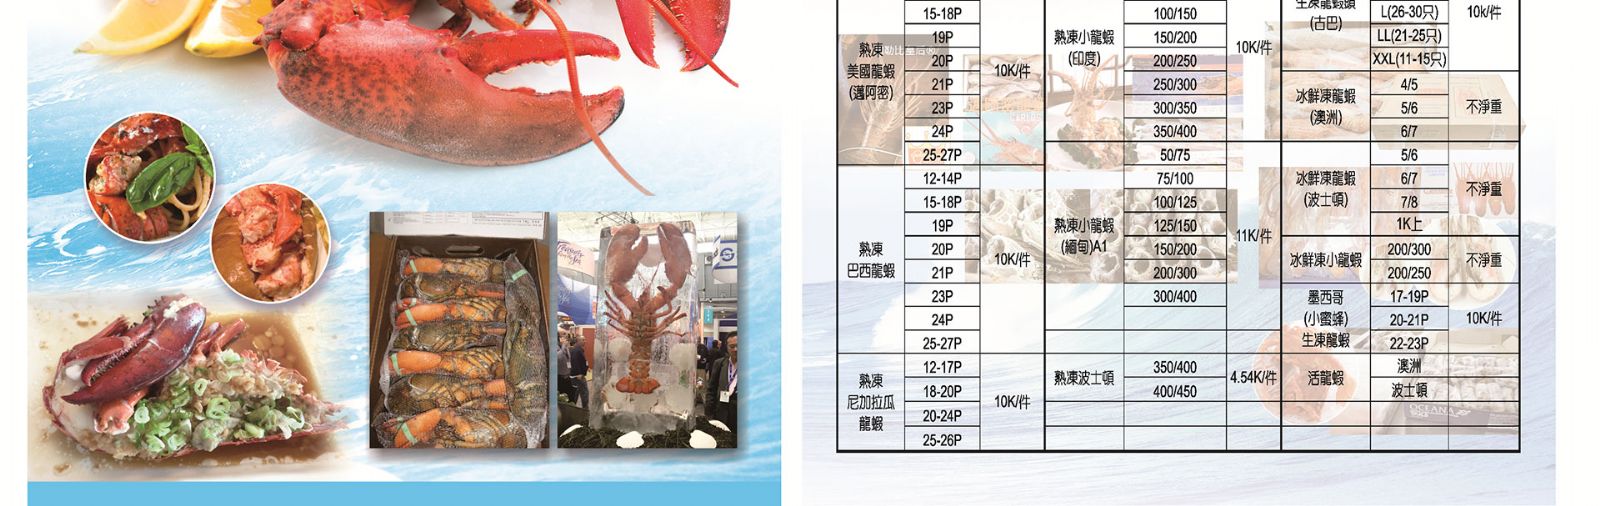 15-18P
19P
20P
21P
23P
24P
25-27P
熟凍
美國龍蝦
(邁阿密)
10K/件
12-14P
15-18P
19P
20P
21P
23P
24P
25-27P
熟凍
巴西龍蝦
10K/件
12-17P
18-20P
20-24P
25-26P
熟凍
尼加拉瓜
龍蝦
10K/件
熟凍小龍蝦
(印度)
100/150
150/200
200/250
250/300
300/350
350/400
10K/件
熟凍小龍蝦
(緬甸)A1
50/75
75/100
100/125
125/150
150/200
200/300
300/400
11K/件
熟凍波士頓
350/400
400/450
4.54K/件
生凍龍蝦頭
(古巴)
L(26-30只)
LL(21-25只)
XXL(11-15只)
10k/件
冰鮮凍龍蝦
(澳洲)
4/5
5/6
6/7
不淨重
冰鮮凍龍蝦
(波士頓)
5/6
6/7
7/8
1K上
不淨重
冰鮮凍小龍蝦
200/300
200/250
不淨重
墨西哥
(小蜜蜂)
生凍龍蝦
17-19P
20-21P
22-23P
10K/件
活龍蝦
澳洲
波士頓
OCEANA